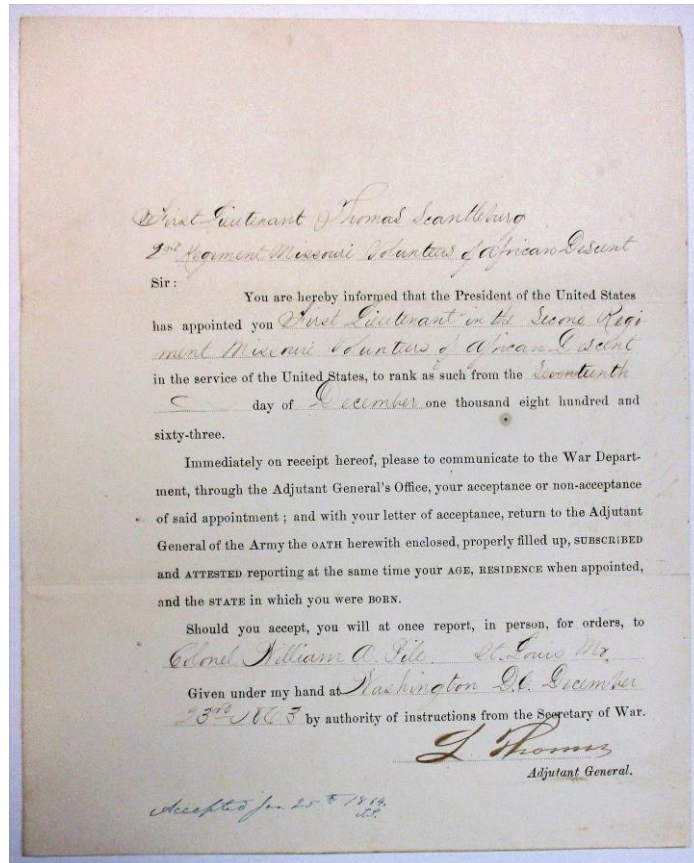 First Lieutenant Thomas Scantlebury
2nd Regiment Missouri Volunteers of African Descent
Sir :
You are hereby informed that the President of the United States
has appointed you First Lieutenant in the Second Regi
ment Missouri Volunteers of African Descent
in the service of the United States, to rank as such from the Seventeenth
day of December one thousand eight hundred and
sixty-three.
Immediately on receipt hereof, please to communicate to the War Depart-
ment, through the Adjutant General's Office, your acceptance or non-acceptance
of said appointment ; and with your letter of acceptance, return to the Adjutant
General of the Army the OATH herewith enclosed, properly filled up, SUBSCRIBED
and ATTESTED reporting at the same time your AGE, RESIDENCE when appointed,
and the STATE in which you were BORN.
Should you accept, you will at once report, in person, for orders, to
Colonel William A. Pile St. Louis Mo,
Given under my hand at Washington D.C. December
23rd 1863 by authority of instructions from the Secretary of War.
L Thomas
Adjutant General.
Accepted Jan 25th 1864.